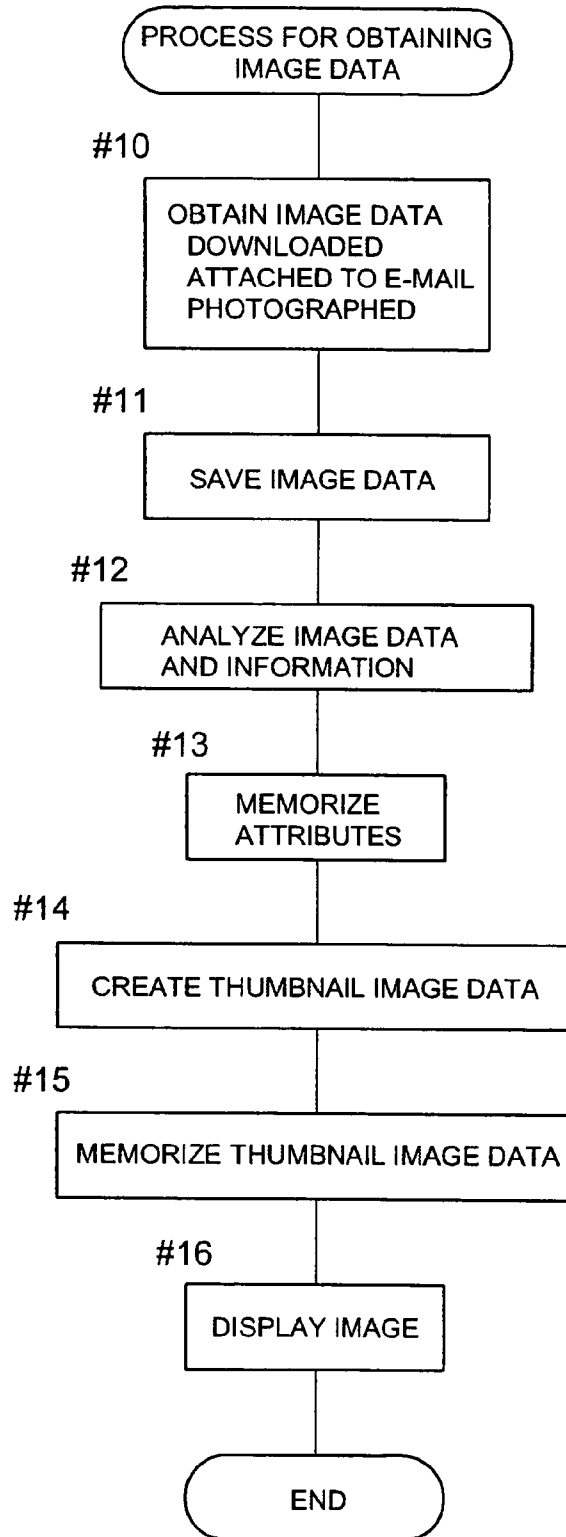 PROCESS FOR OBTAINING
IMAGE DATA
#10
OBTAIN IMAGE DATA
DOWNLOADED
ATTACHED TO E-MAIL
PHOTOGRAPHED
#11
SAVE IMAGE DATA
#12
ANALYZE IMAGE DATA
AND INFORMATION
#13
MEMORIZE
ATTRIBUTES
#14
CREATE THUMBNAIL IMAGE DATA
#15
MEMORIZE THUMBNAIL IMAGE DATA
#16
DISPLAY IMAGE
END